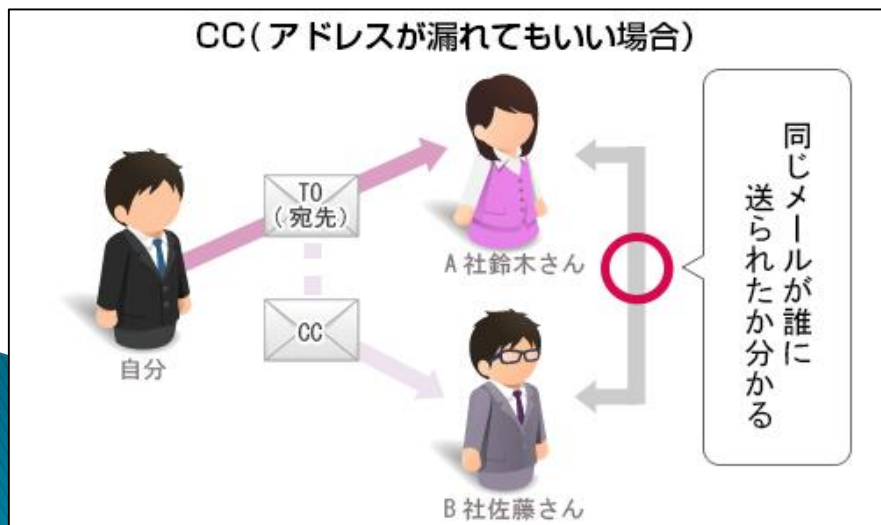 CC(アドレスが漏れてもいい場合)
TO
(宛先)
A社鈴木さん
CC
自分
B社佐藤さん
同じメールが誰に
送られたか分かる